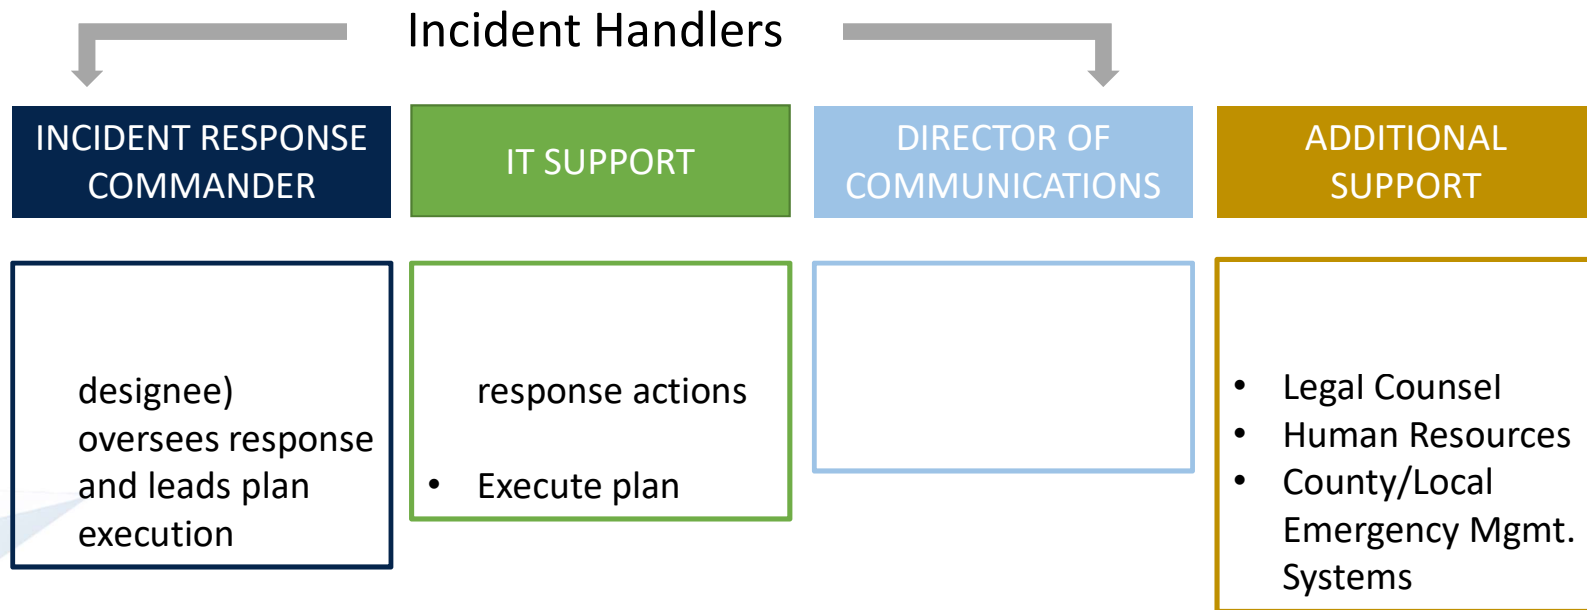 Incident Handlers
INCIDENT RESPONSE
COMMANDER
IT SUPPORT
DIRECTOR OF
COMMUNICATIONS
ADDITIONAL
SUPPORT
designee)
oversees response
and leads plan
execution
response actions
• Execute plan
• Legal Counsel
• Human Resources
• County/Local
Emergency Mgmt.
Systems